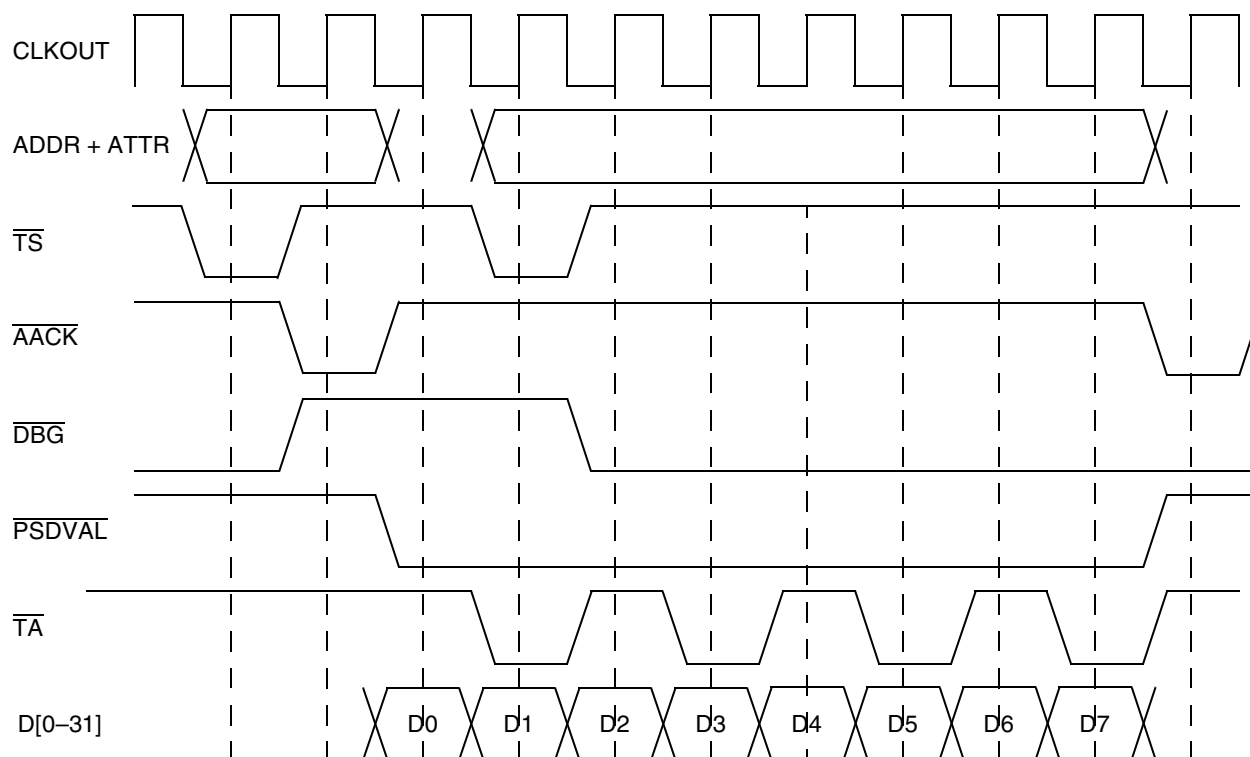 CLKOUT
ADDR + ATTR
TS
AACK
DBG
PSDVAL
TA
D[0–31] D0 D1 D2 D3 D4 D5 D6 D7